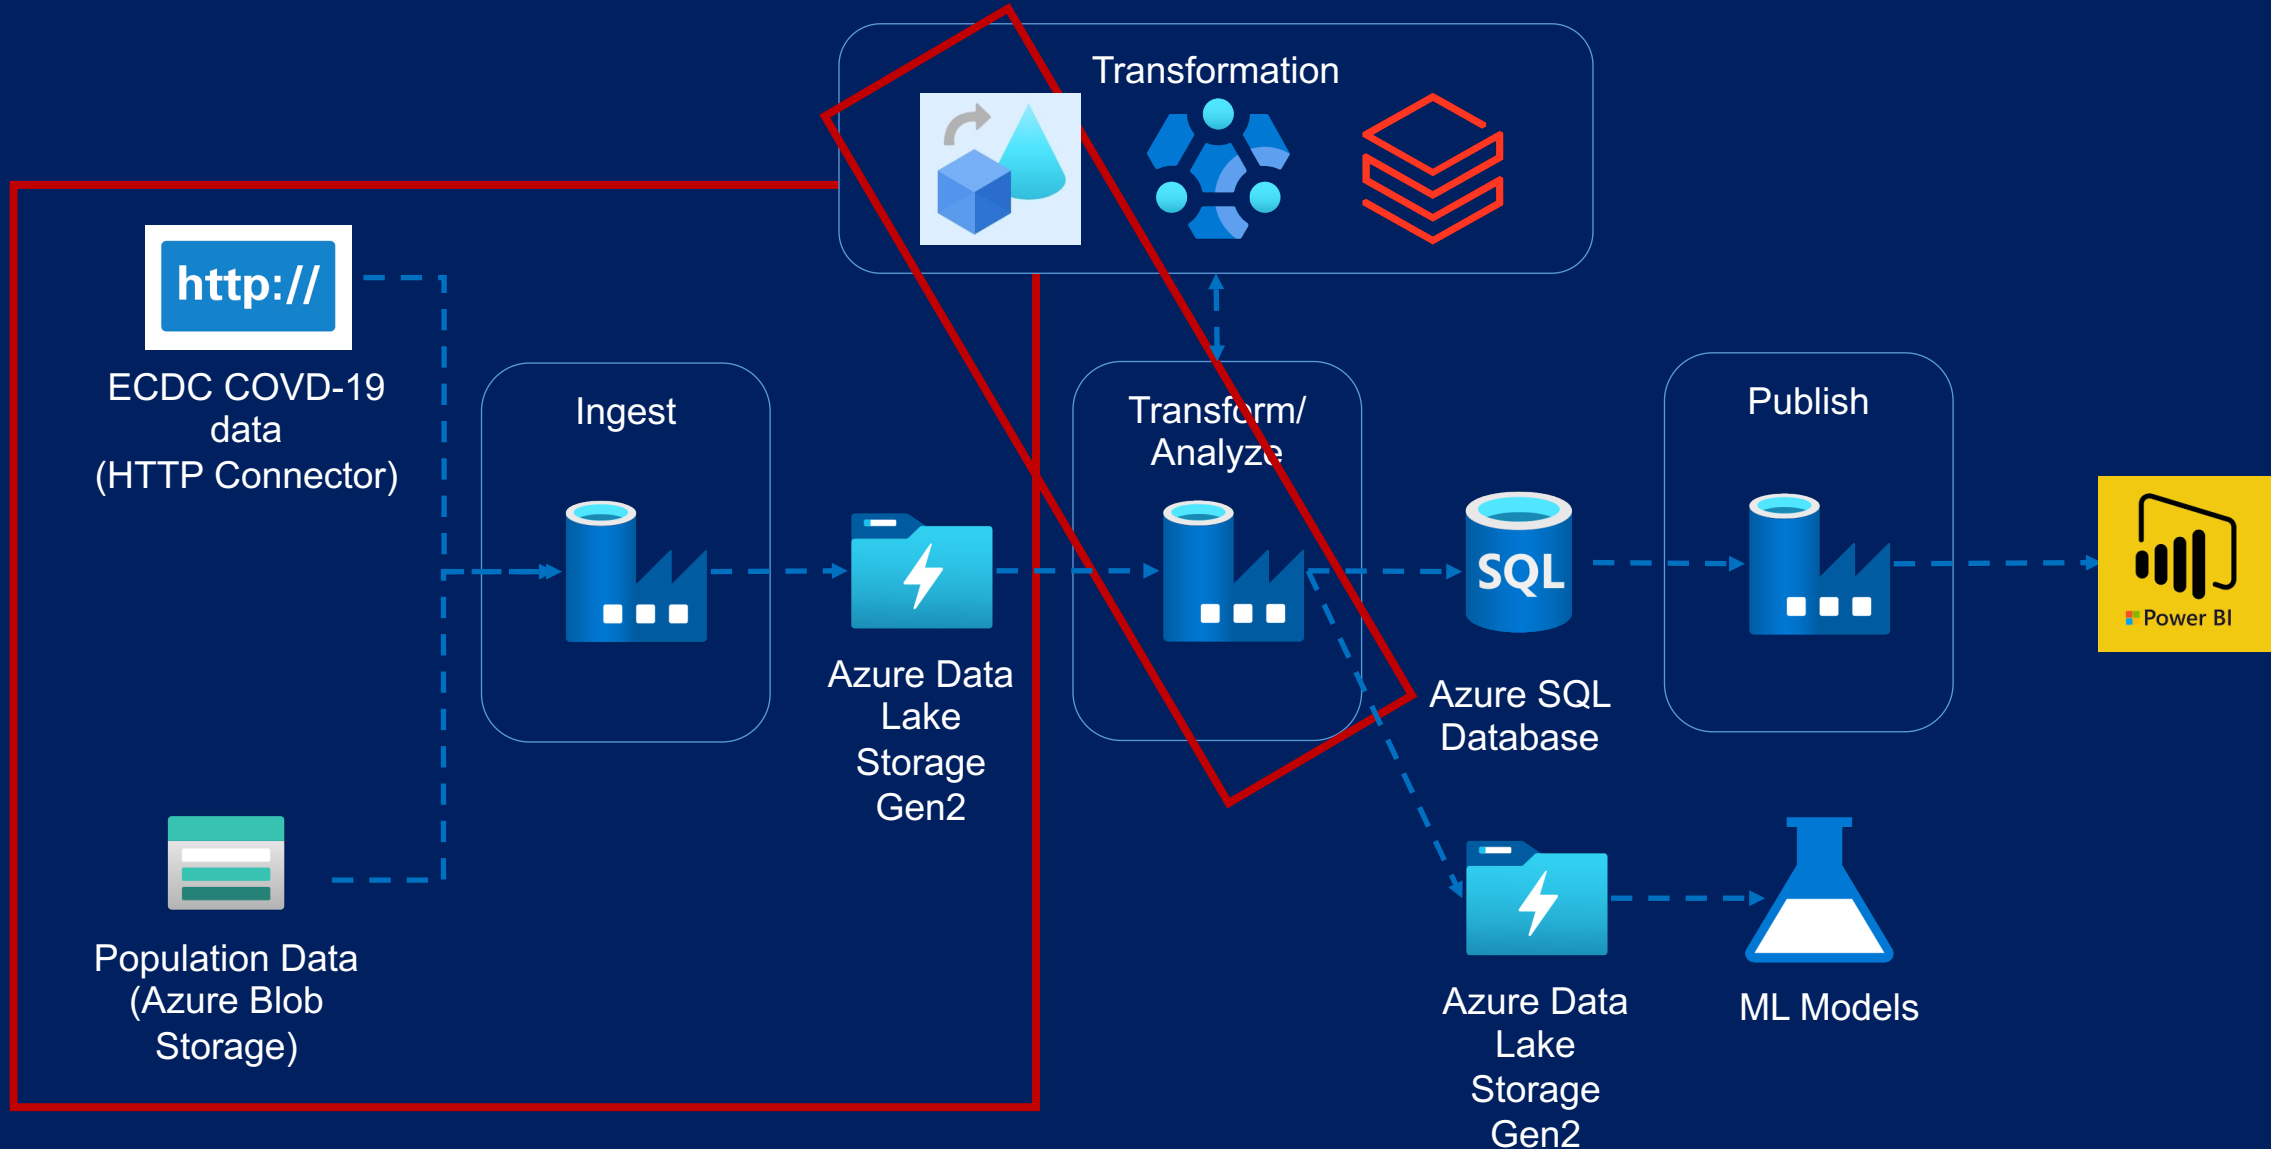 Transformation
http://
ECDC COVD-19
data
(HTTP Connector)
Ingest
Transform/
Analyze
Publish
SQL
Power BI
Azure Data
Lake
Storage
Gen2
Azure SQL
Database
Population Data
(Azure Blob
Storage)
Azure Data
Lake
Storage
Gen2
ML Models